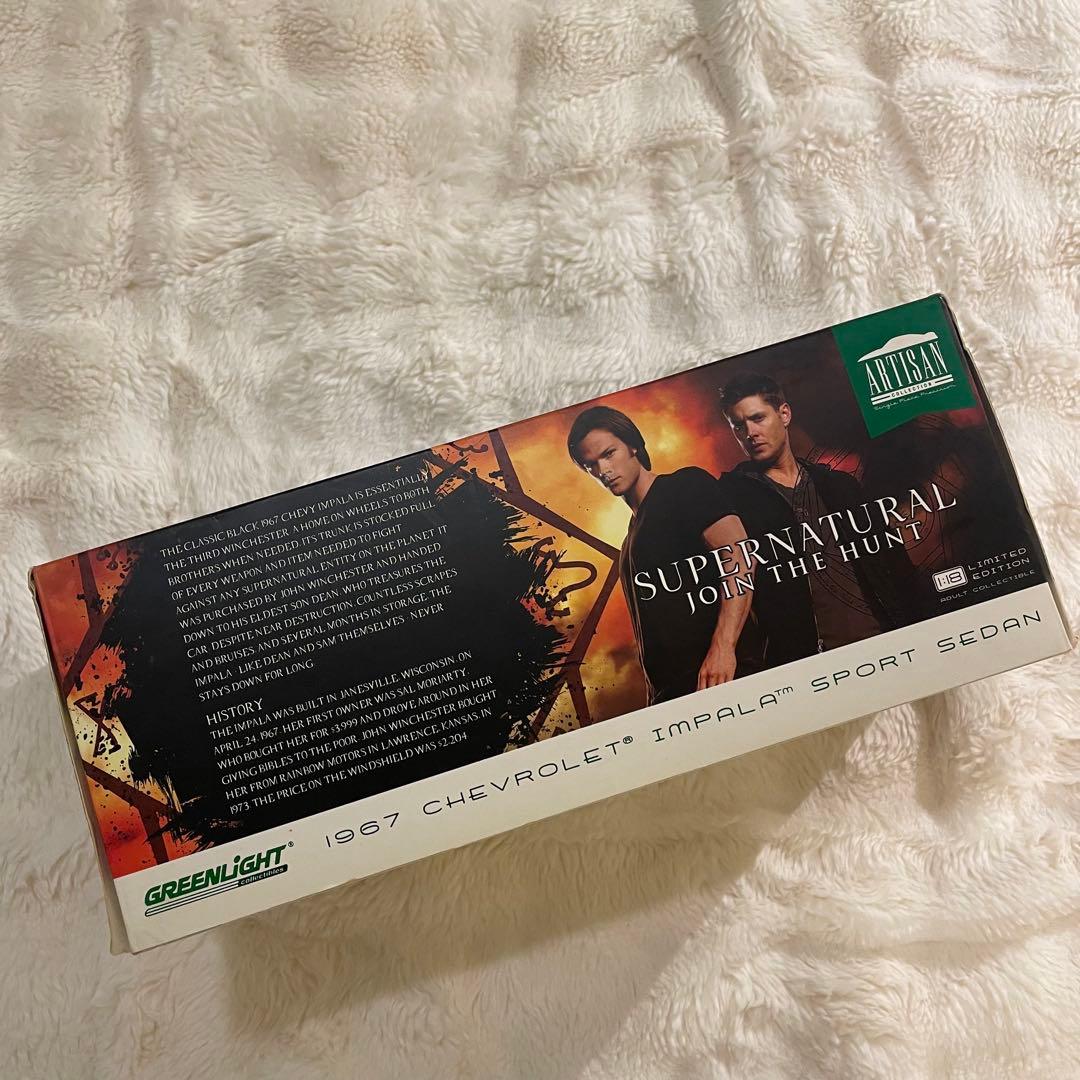 THE CLASSIC BLACK 1967 CHEVY IMPALA IS ESSENTIALLY
THE THIRD WINCHESTER - A HOME ON WHEELS TO BOTH
BROTHERS WHEN NEEDED. ITS TRUNK IS STOCKED FULL
OF EVERY WEAPON AND ITEM NEEDED TO FIGHT
AGAINST ANY SUPERNATURAL ENTITY ON THE PLANET. IT
WAS PURCHASED BY JOHN WINCHESTER AND HANDED
DOWN TO HIS ELDEST SON DEAN, WHO TREASURES THE
CAR. DESPITE NEAR DESTRUCTION, COUNTLESS SCRAPES
AND BRUISES, AND SEVERAL MONTHS IN STORAGE, THE
IMPALA - LIKE DEAN AND SAM THEMSELVES - NEVER
STAYS DOWN FOR LONG
HISTORY
THE IMPALA WAS BUILT IN JANESVILLE, WISCONSIN, ON
APRIL 24, 1967. HER FIRST OWNER WAS SAL MORIARTY,
WHO BOUGHT HER FOR $3,999 AND DROVE AROUND IN HER
GIVING BIBLES TO THE POOR. JOHN WINCHESTER BOUGHT
HER FROM RAINBOW MOTORS IN LAWRENCE, KANSAS, IN
1973. THE PRICE ON THE WINDSHIELD WAS $2,204
ARTISAN
COLLECTION
Single Piece Precision
SUPERNATURAL
JOIN THE HUNT
1:18 LIMITED
EDITION
ADULT COLLECTIBLE
GREENLiGHT®
collectibles
1967 CHEVROLET® IMPALA™ SPORT SEDAN